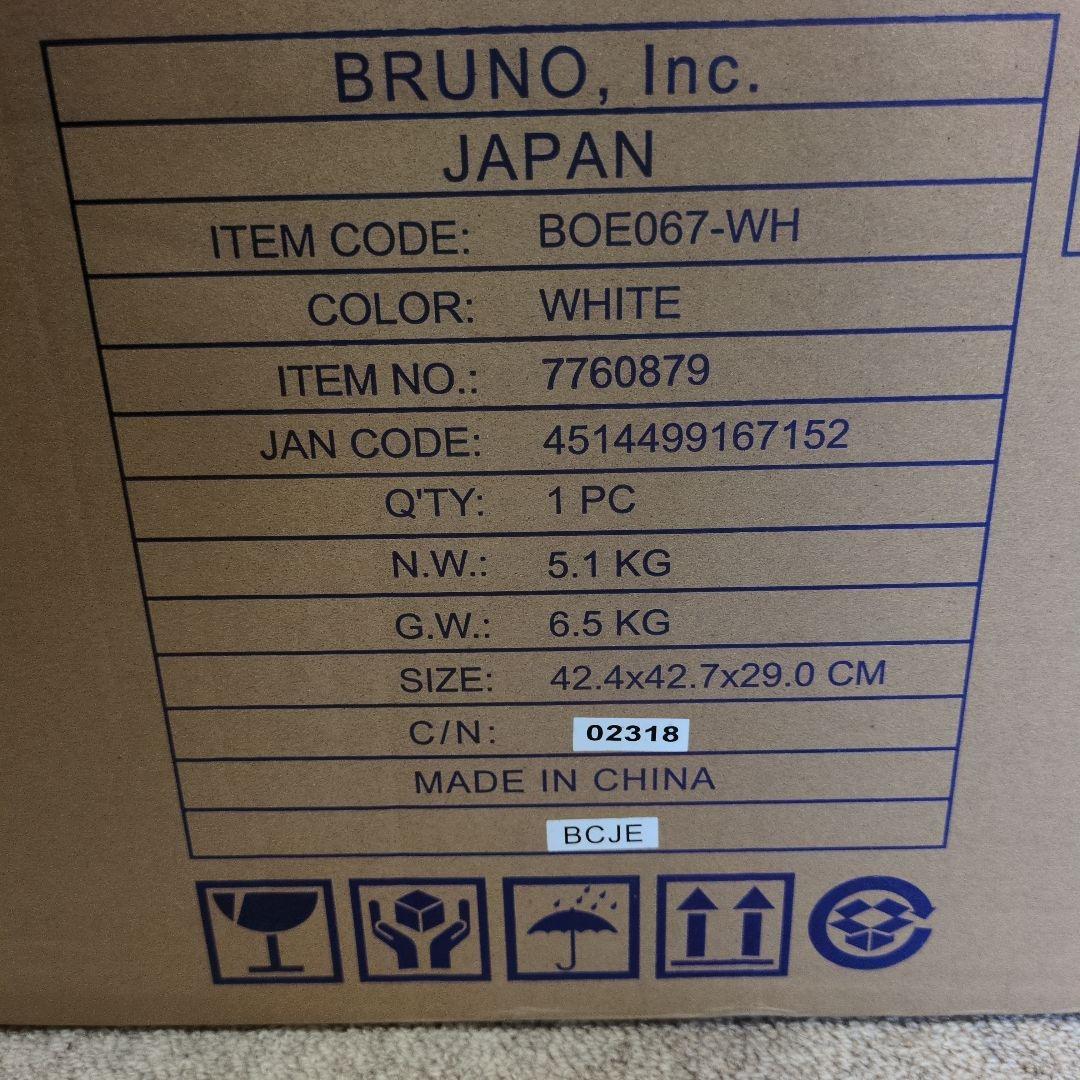 BRUNO, Inc.
JAPAN
ITEM CODE: BOE067-WH
COLOR: WHITE
ITEM NO.: 7760879
JAN CODE: 4514499167152
Q'TY: 1 PC
N.W.: 5.1 KG
G.W.: 6.5 KG
SIZE: 42.4x42.7x29.0 CM
C/N: 02318
MADE IN CHINA
BCJE